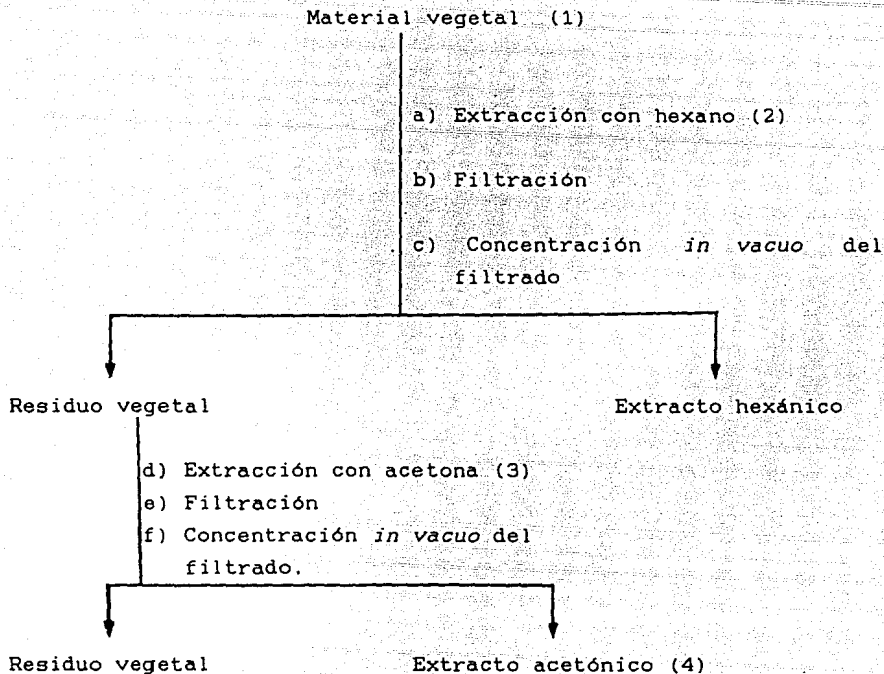 Material vegetal (1)
a) Extracción con hexano (2)
b) Filtración
c) Concentración in vacuo del
filtrado
Residuo vegetal
Extracto hexánico
d) Extracción con acetona (3)
e) Filtración
f) Concentración in vacuo del
filtrado.
Residuo vegetal
Extracto acetónico (4)